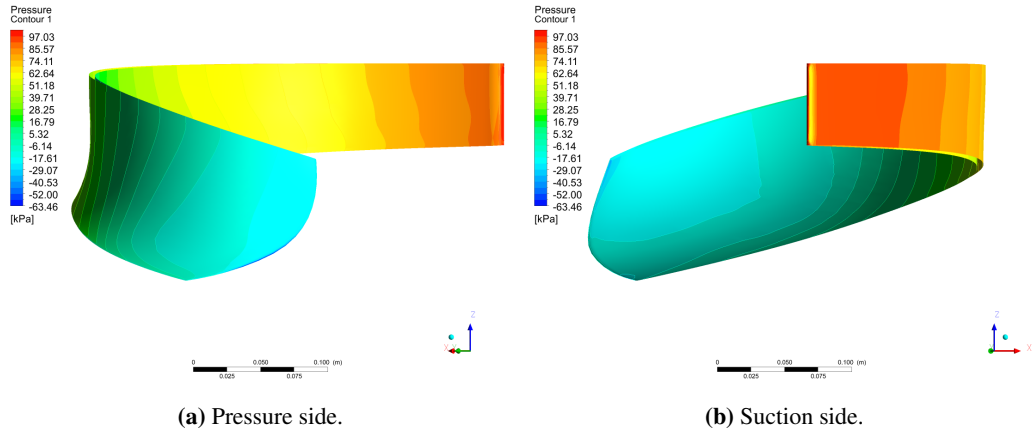 Pressure
Contour 1
97.03
85.57
74.11
62.64
51.18
39.71
28.25
16.79
5.32
-6.14
-17.61
-29.07
-40.53
-52.00
-63.46
[kPa]
Z
X
0 0.050 0.100 (m)
0.025 0.075
(a) Pressure side.
Pressure
Contour 1
97.03
85.57
74.11
62.64
51.18
39.71
28.25
16.79
5.32
-6.14
-17.61
-29.07
-40.53
-52.00
-63.46
[kPa]
Z
X
0 0.050 0.100 (m)
0.025 0.075
(b) Suction side.